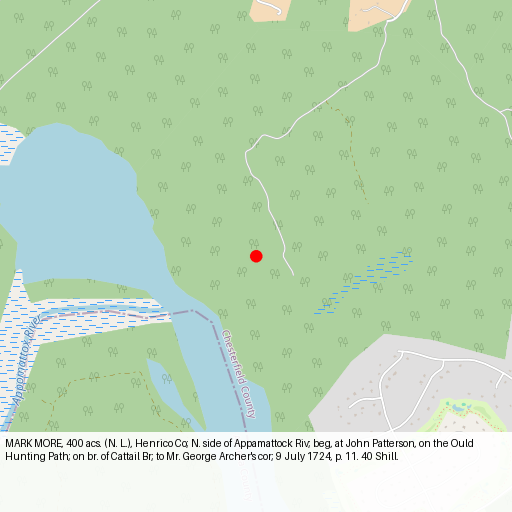 Appamattox River
Chesterfield County
MARK MORE, 400 acs. (N. L.), Henrico Co; N. side of Appamattock Riv; beg, at John Patterson, on the Ould
Hunting Path; on br. of Cattail Br; to Mr. George Archer's cor; 9 July 1724, p. 11. 40 Shill.